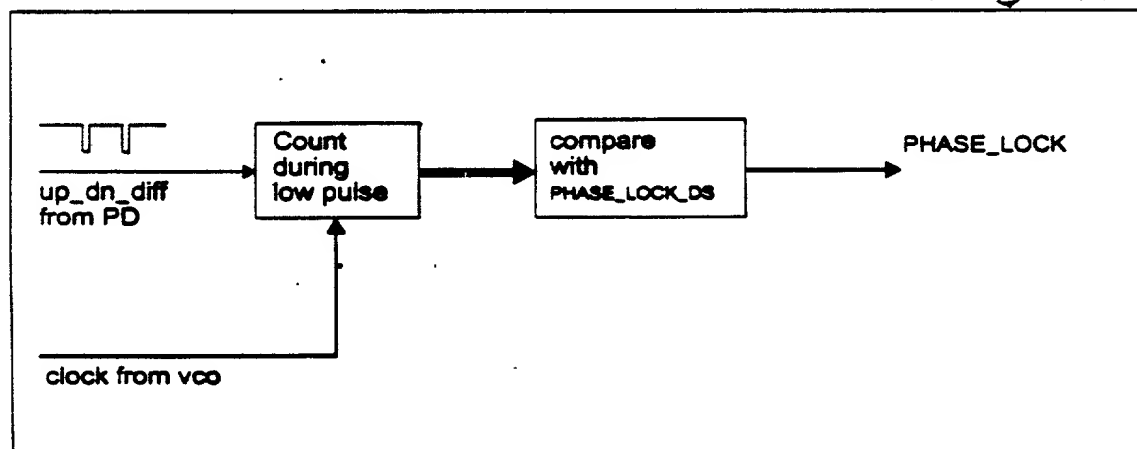 up_dn_diff
from PD
Count
during
low pulse
compare
with
PHASE_LOCK_DS
PHASE_LOCK
clock from vco